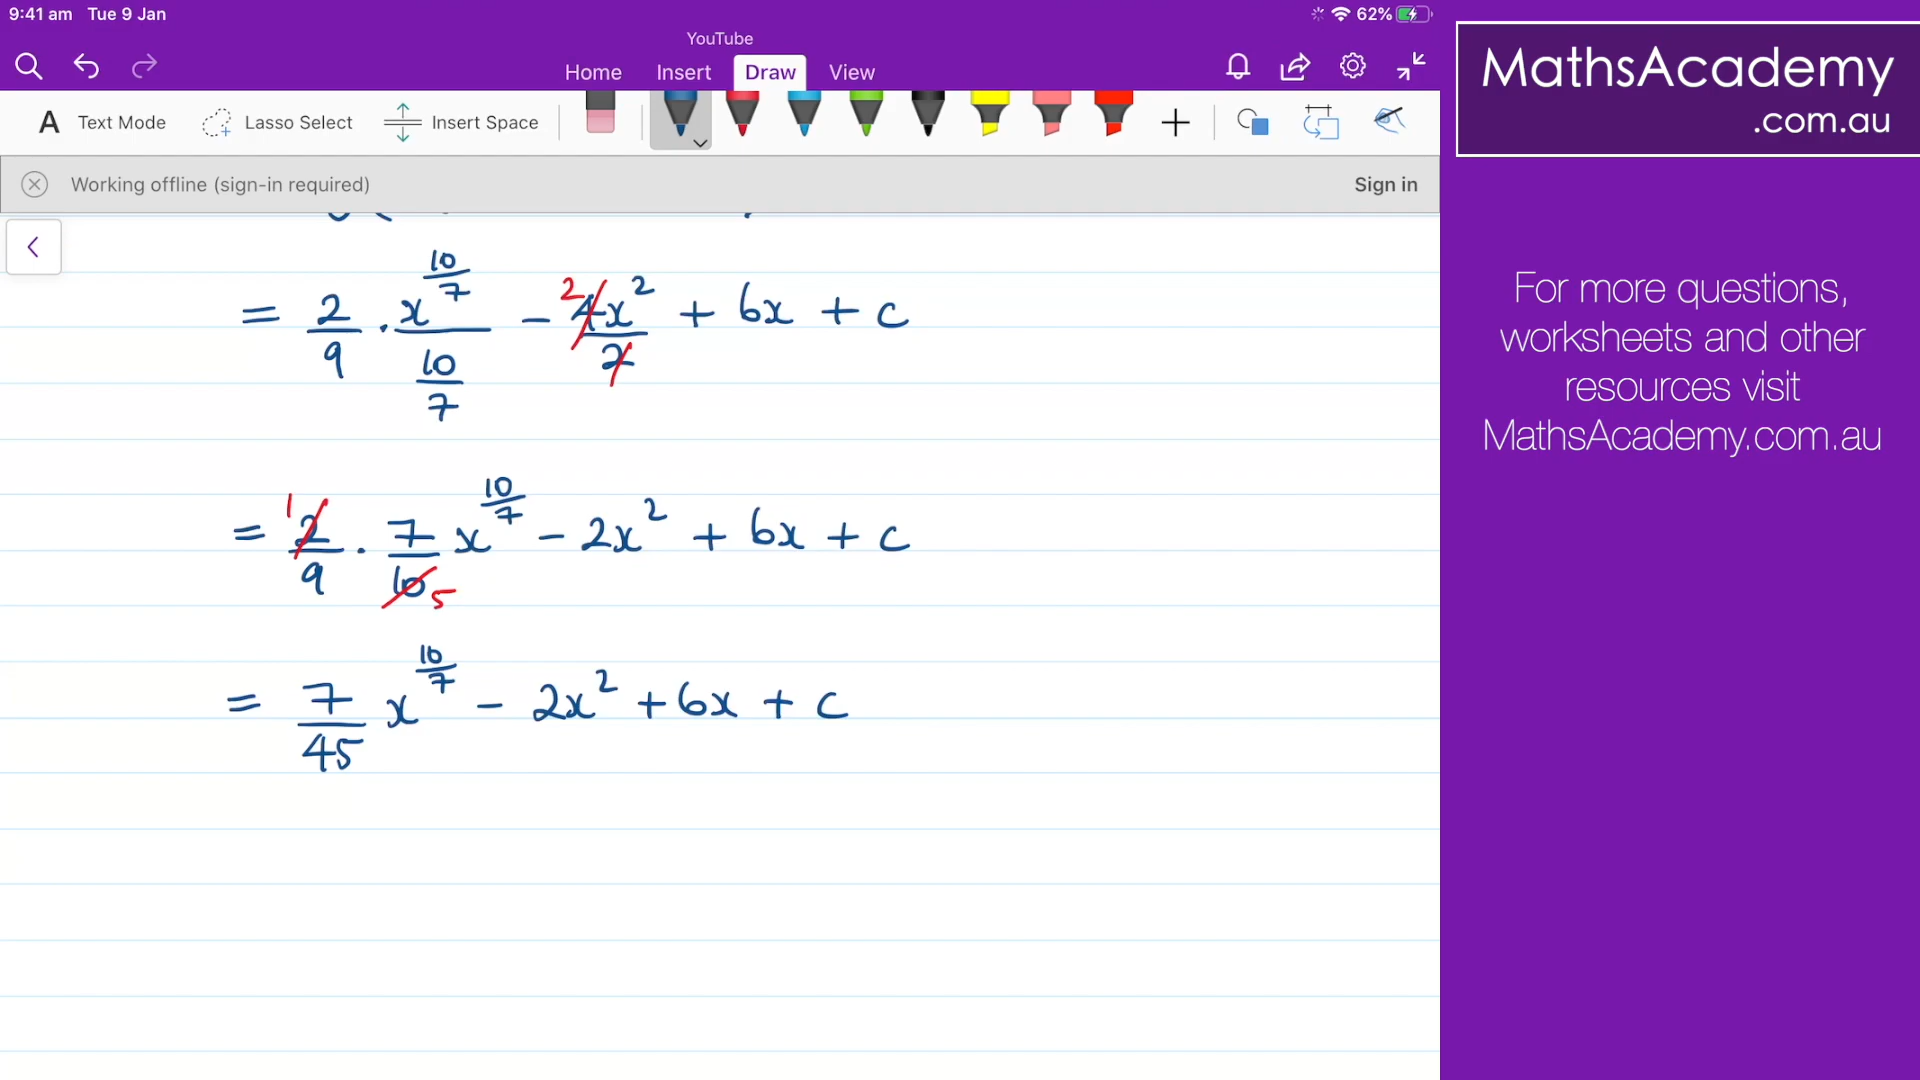 9:41 am Tue 9 Jan
62%
YouTube
Home Insert Draw View
A Text Mode Lasso Select Insert Space
Working offline (sign-in required) Sign in
= 2/9 · x^(10/7)/(10/7) - 2 4x²/2 + 6x + c
= 1 2/9 · 7/10 5 x^(10/7) - 2x² + 6x + c
= 7/45 x^(10/7) - 2x² + 6x + c
MathsAcademy
.com.au
For more questions,
worksheets and other
resources visit
MathsAcademy.com.au